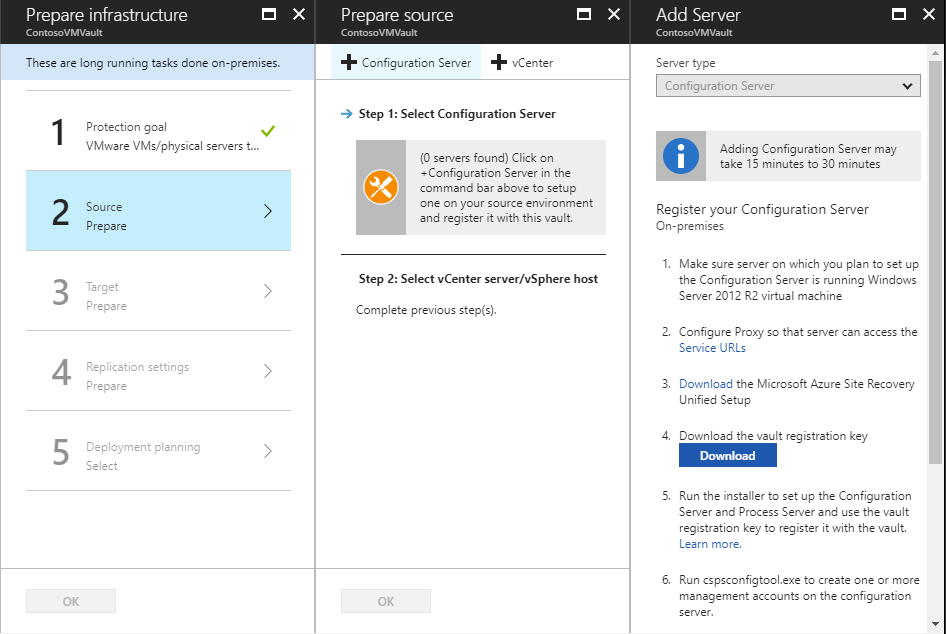 Prepare infrastructure
ContosoVMVault
These are long running tasks done on-premises.
1
Protection goal
VMware VMs/physical servers t...
2
Source
Prepare
3
Target
Prepare
4
Replication settings
Prepare
5
Deployment planning
Select
OK
Prepare source
ContosoVMVault
Configuration Server
vCenter
Step 1: Select Configuration Server
(0 servers found) Click on
+Configuration Server in the
command bar above to setup
one on your source environment
and register it with this vault.
Step 2: Select vCenter server/vSphere host
Complete previous step(s).
OK
Add Server
ContosoVMVault
Server type
Configuration Server
Adding Configuration Server may
take 15 minutes to 30 minutes
Register your Configuration Server
On-premises
1. Make sure server on which you plan to set up
the Configuration Server is running Windows
Server 2012 R2 virtual machine
2. Configure Proxy so that server can access the
Service URLs
3. Download the Microsoft Azure Site Recovery
Unified Setup
4. Download the vault registration key
Download
5. Run the installer to set up the Configuration
Server and Process Server and use the vault
registration key to register it with the vault.
Learn more.
6. Run cspsconfigtool.exe to create one or more
management accounts on the configuration
server.